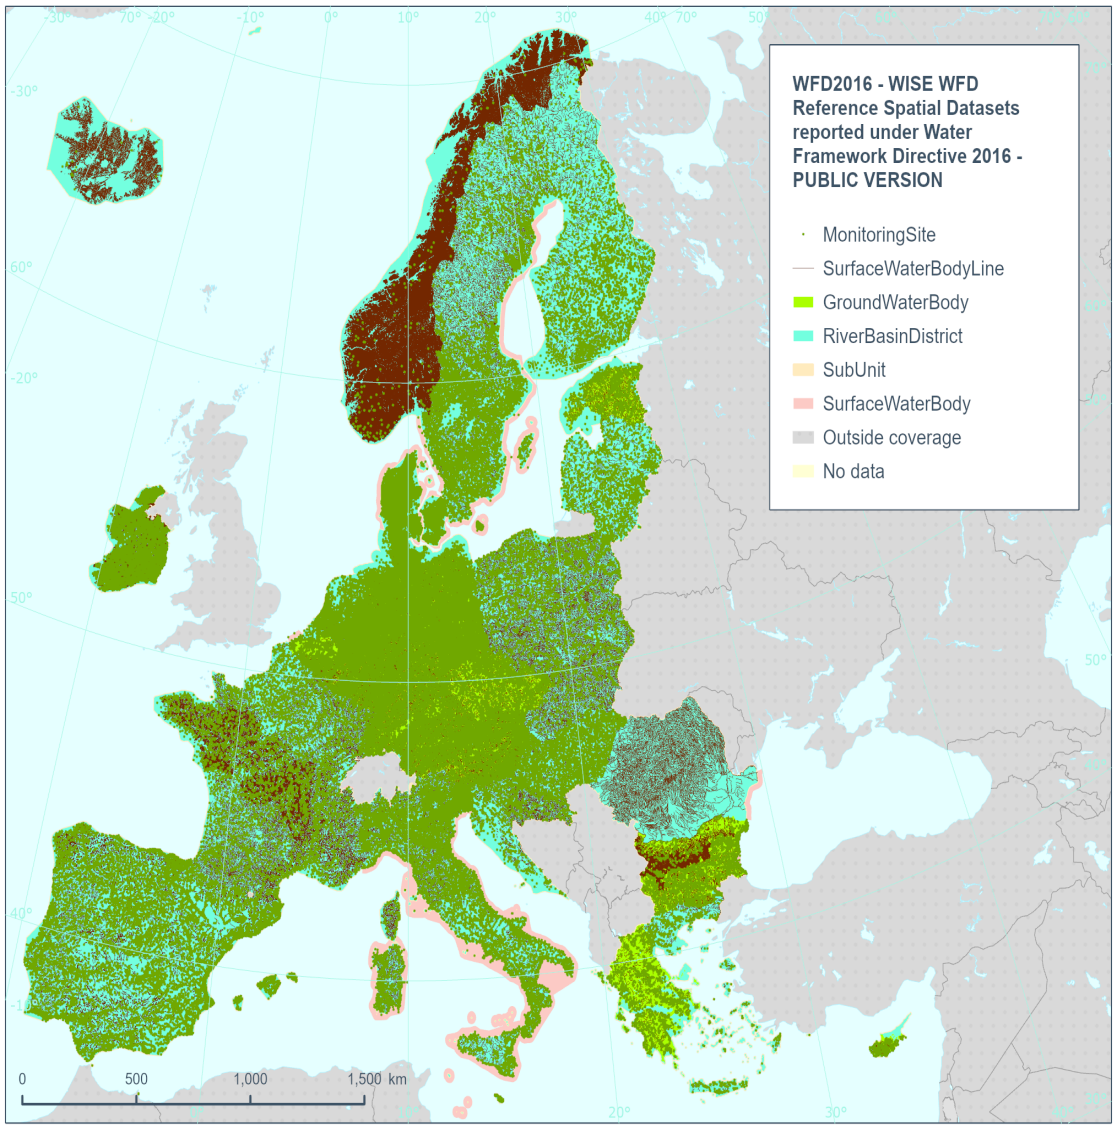 -30°
70°
-20°
-10°
0°
10°
20°
-30°
40°
70°
50°
-30°
60°
-20°
50°
50°
40°
WFD2016 - WISE WFD
Reference Spatial Datasets
reported under Water
Framework Directive 2016 -
PUBLIC VERSION
MonitoringSite
SurfaceWaterBodyLine
GroundWaterBody
RiverBasinDistrict
SubUnit
SurfaceWaterBody
Outside coverage
No data
0 500 1,000 1,500 km
10°
20°
30°